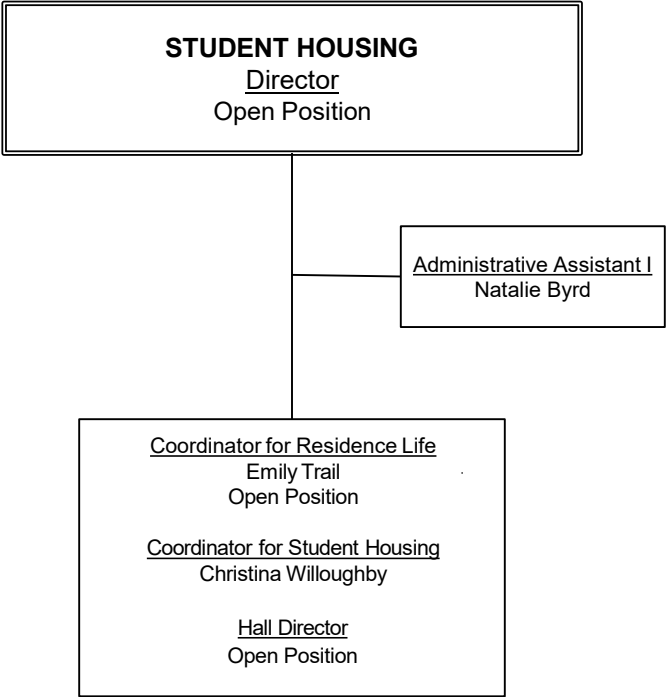 STUDENT HOUSING
Director
Open Position
Administrative Assistant I
Natalie Byrd
Coordinator for Residence Life
Emily Trail
Open Position
Coordinator for Student Housing
Christina Willoughby
Hall Director
Open Position